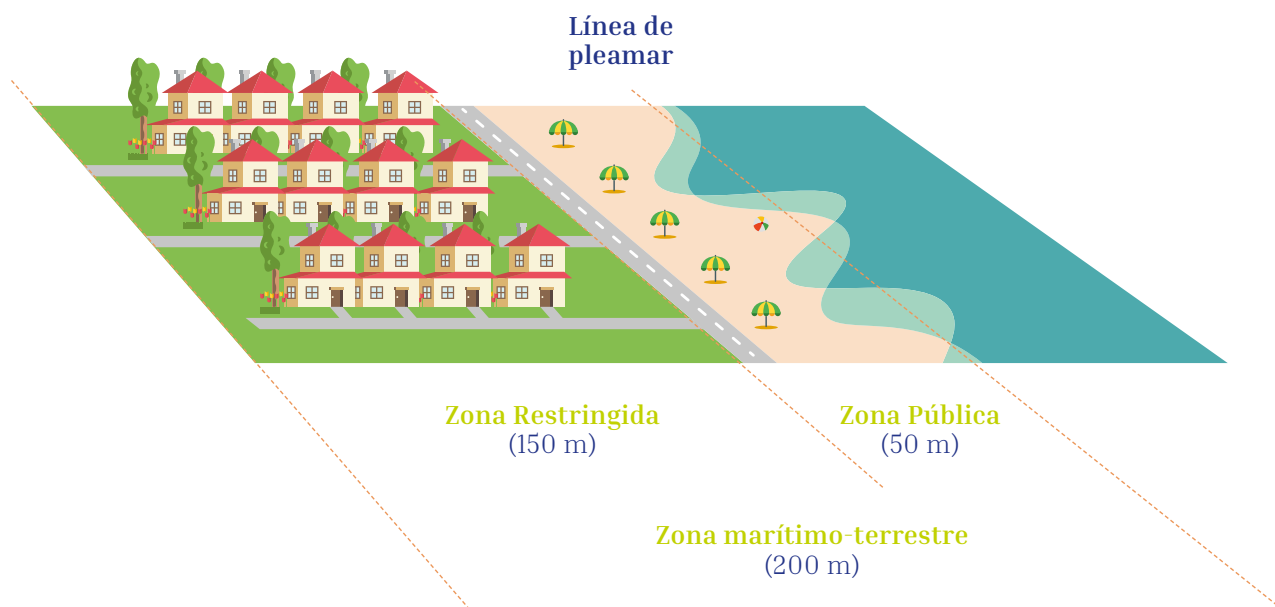 Línea de
pleamar
Zona Restringida
(150 m)
Zona Pública
(50 m)
Zona marítimo-terrestre
(200 m)